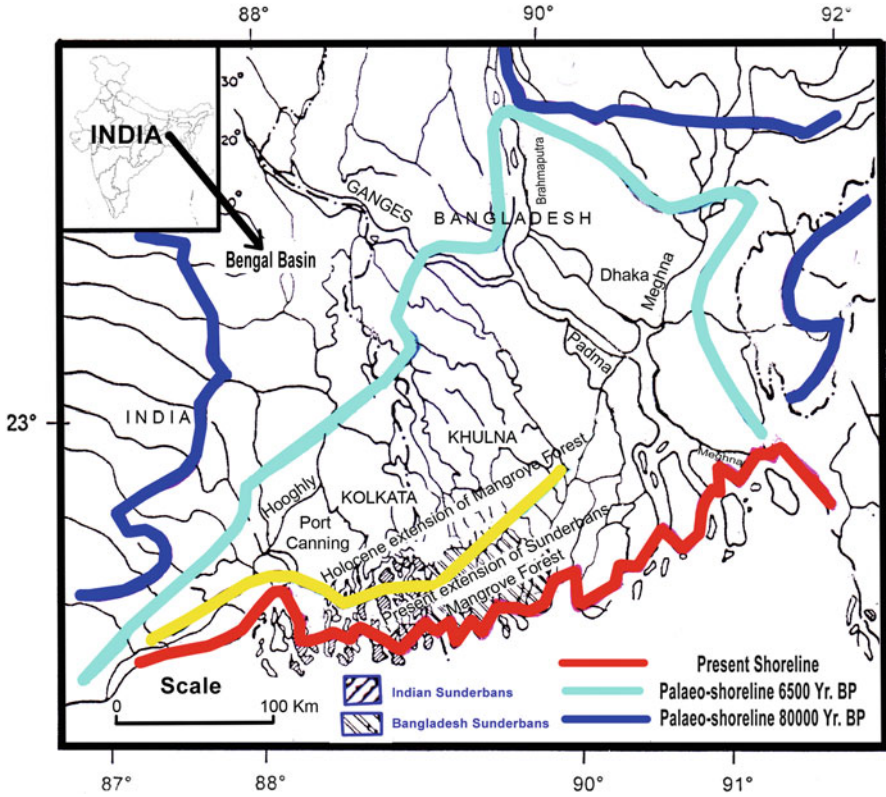 88°
90°
92°
30°
20°
INDIA
Bengal Basin
GANGES
Brahmaputra
BANGLADESH
Dhaka
Meghna
Padma
23°
INDIA
KHULNA
Meghna
Hooghly
KOLKATA
Port
Canning
Holocene extension of Mangrove Forest
Present extension of Sunderbans
Mangrove Forest
Scale
0 100 Km
Indian Sunderbans
Bangladesh Sunderbans
Present Shoreline
Palaeo-shoreline 6500 Yr. BP
Palaeo-shoreline 80000 Yr. BP
87°
88°
90°
91°